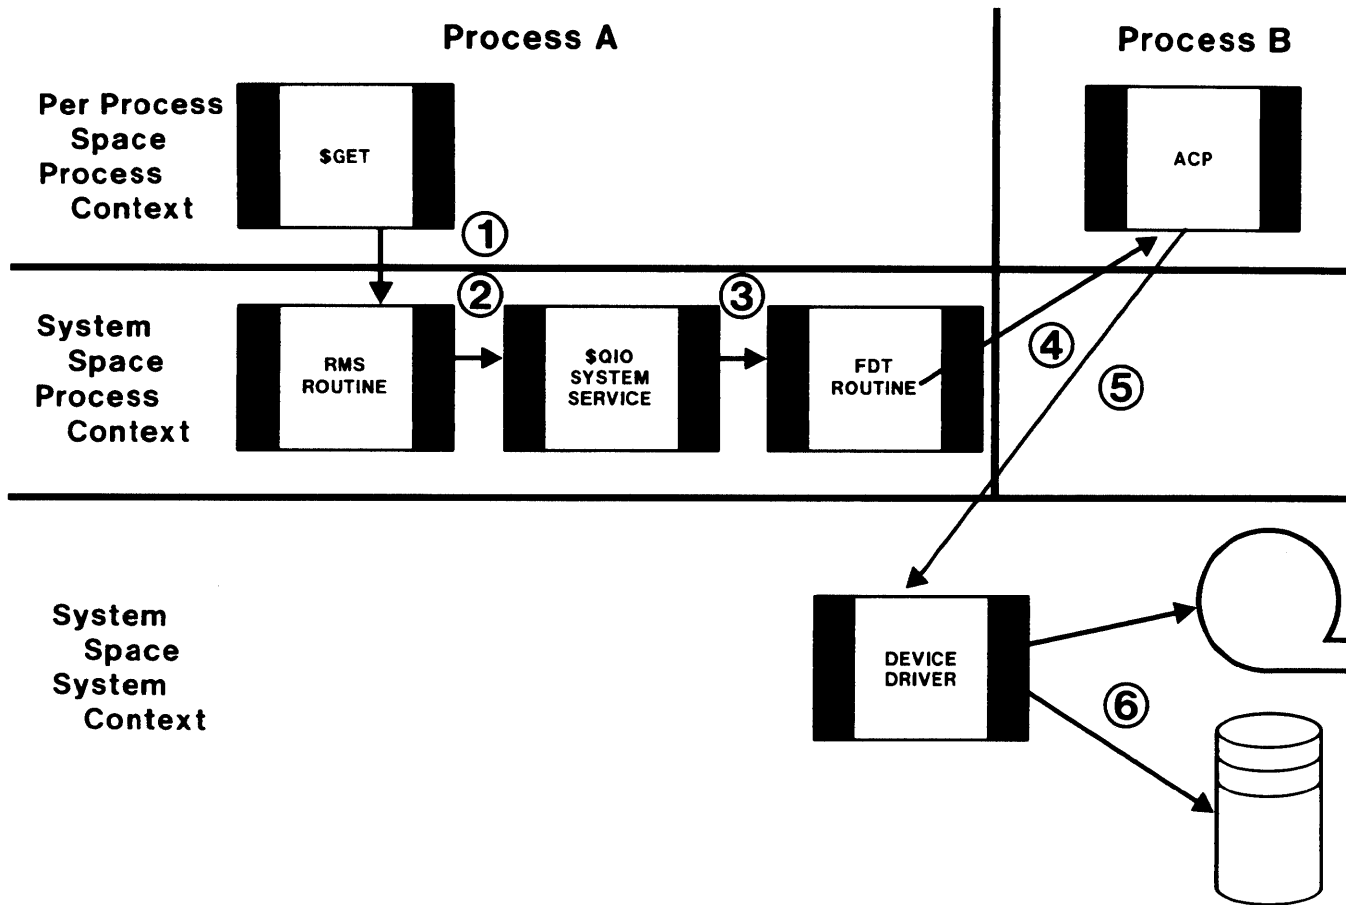 Process A
Process B
Per Process
Space
Process
Context
$GET
ACP
①
②
③
System
Space
Process
Context
RMS
ROUTINE
$QIO
SYSTEM
SERVICE
FDT
ROUTINE
④
⑤
System
Space
System
Context
DEVICE
DRIVER
⑥